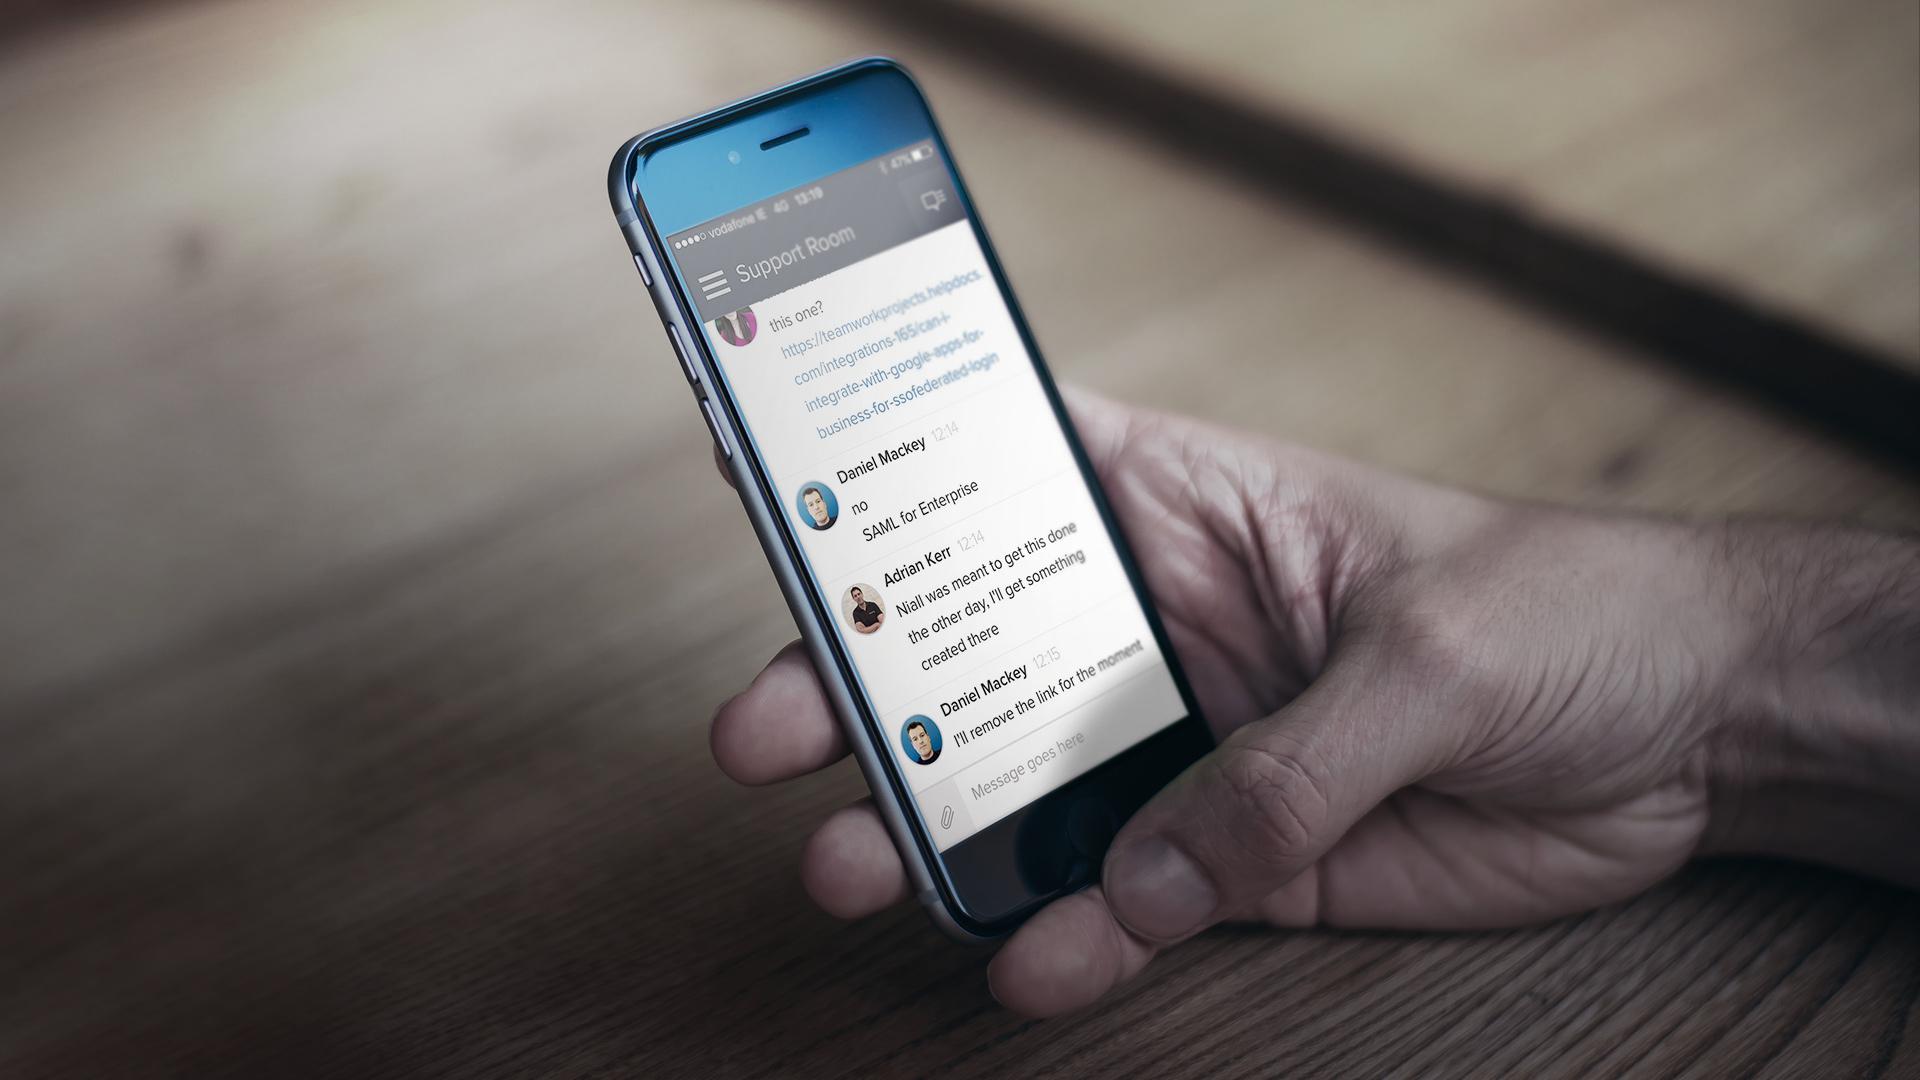 vodafone IE 4G 13:19 47%
Support Room
this one?
https://teamworkprojects.helpdocs.
com/integrations-165/can-i-
integrate-with-google-apps-for-
business-for-ssofederated-login
Daniel Mackey 12:14
no
SAML for Enterprise
Adrian Kerr 12:14
Niall was meant to get this done
the other day, I'll get something
created there
Daniel Mackey 12:15
I'll remove the link for the moment
Message goes here